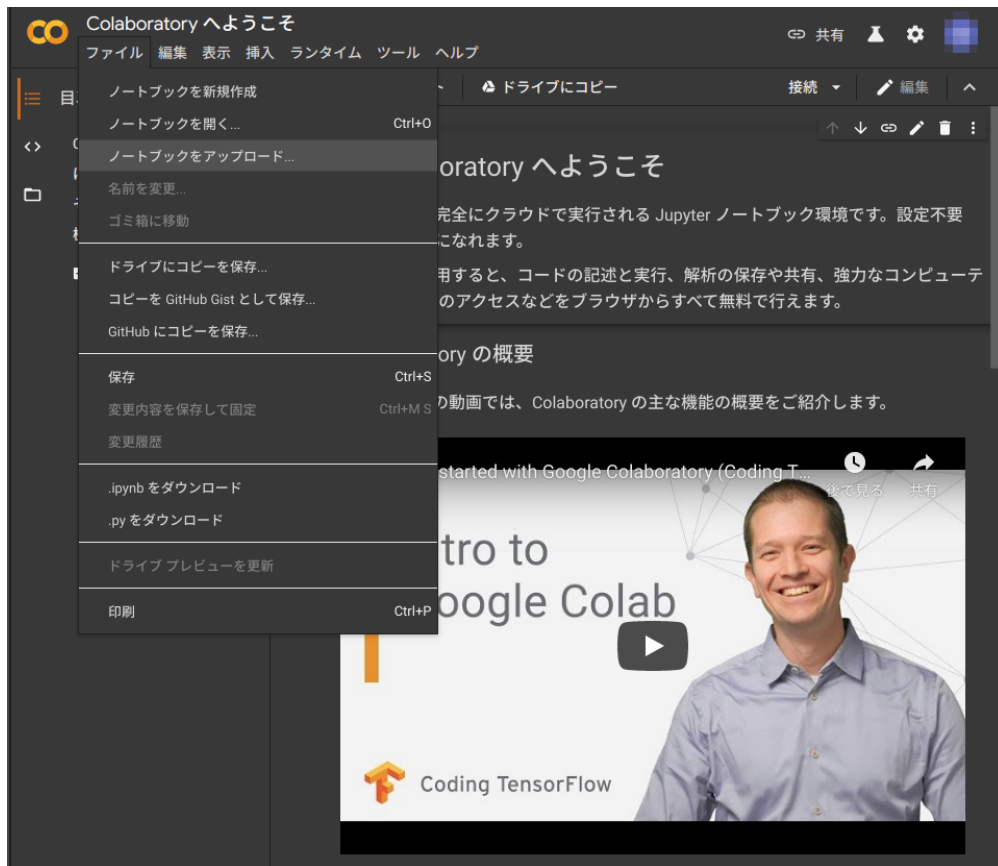 Colaboratory へようこそ
ファイル 編集 表示 挿入 ランタイム ツール ヘルプ
共有
ドライブにコピー
接続
編集
ノートブックを新規作成
ノートブックを開く... Ctrl+O
ノートブックをアップロード...
名前を変更...
ゴミ箱に移動
ドライブにコピーを保存...
コピーを GitHub Gist として保存...
GitHub にコピーを保存...
保存 Ctrl+S
変更内容を保存して固定 Ctrl+M S
変更履歴
.ipynb をダウンロード
.py をダウンロード
ドライブ プレビューを更新
印刷 Ctrl+P
目
oratory へようこそ
完全にクラウドで実行される Jupyter ノートブック環境です。設定不要
になれます。
用すると、コードの記述と実行、解析の保存や共有、強力なコンピューテ
のアクセスなどをブラウザからすべて無料で行えます。
ory の概要
の動画では、Colaboratory の主な機能の概要をご紹介します。
started with Google Colaboratory (Coding T...
後で見る 共有
tro to
oogle Colab
Coding TensorFlow